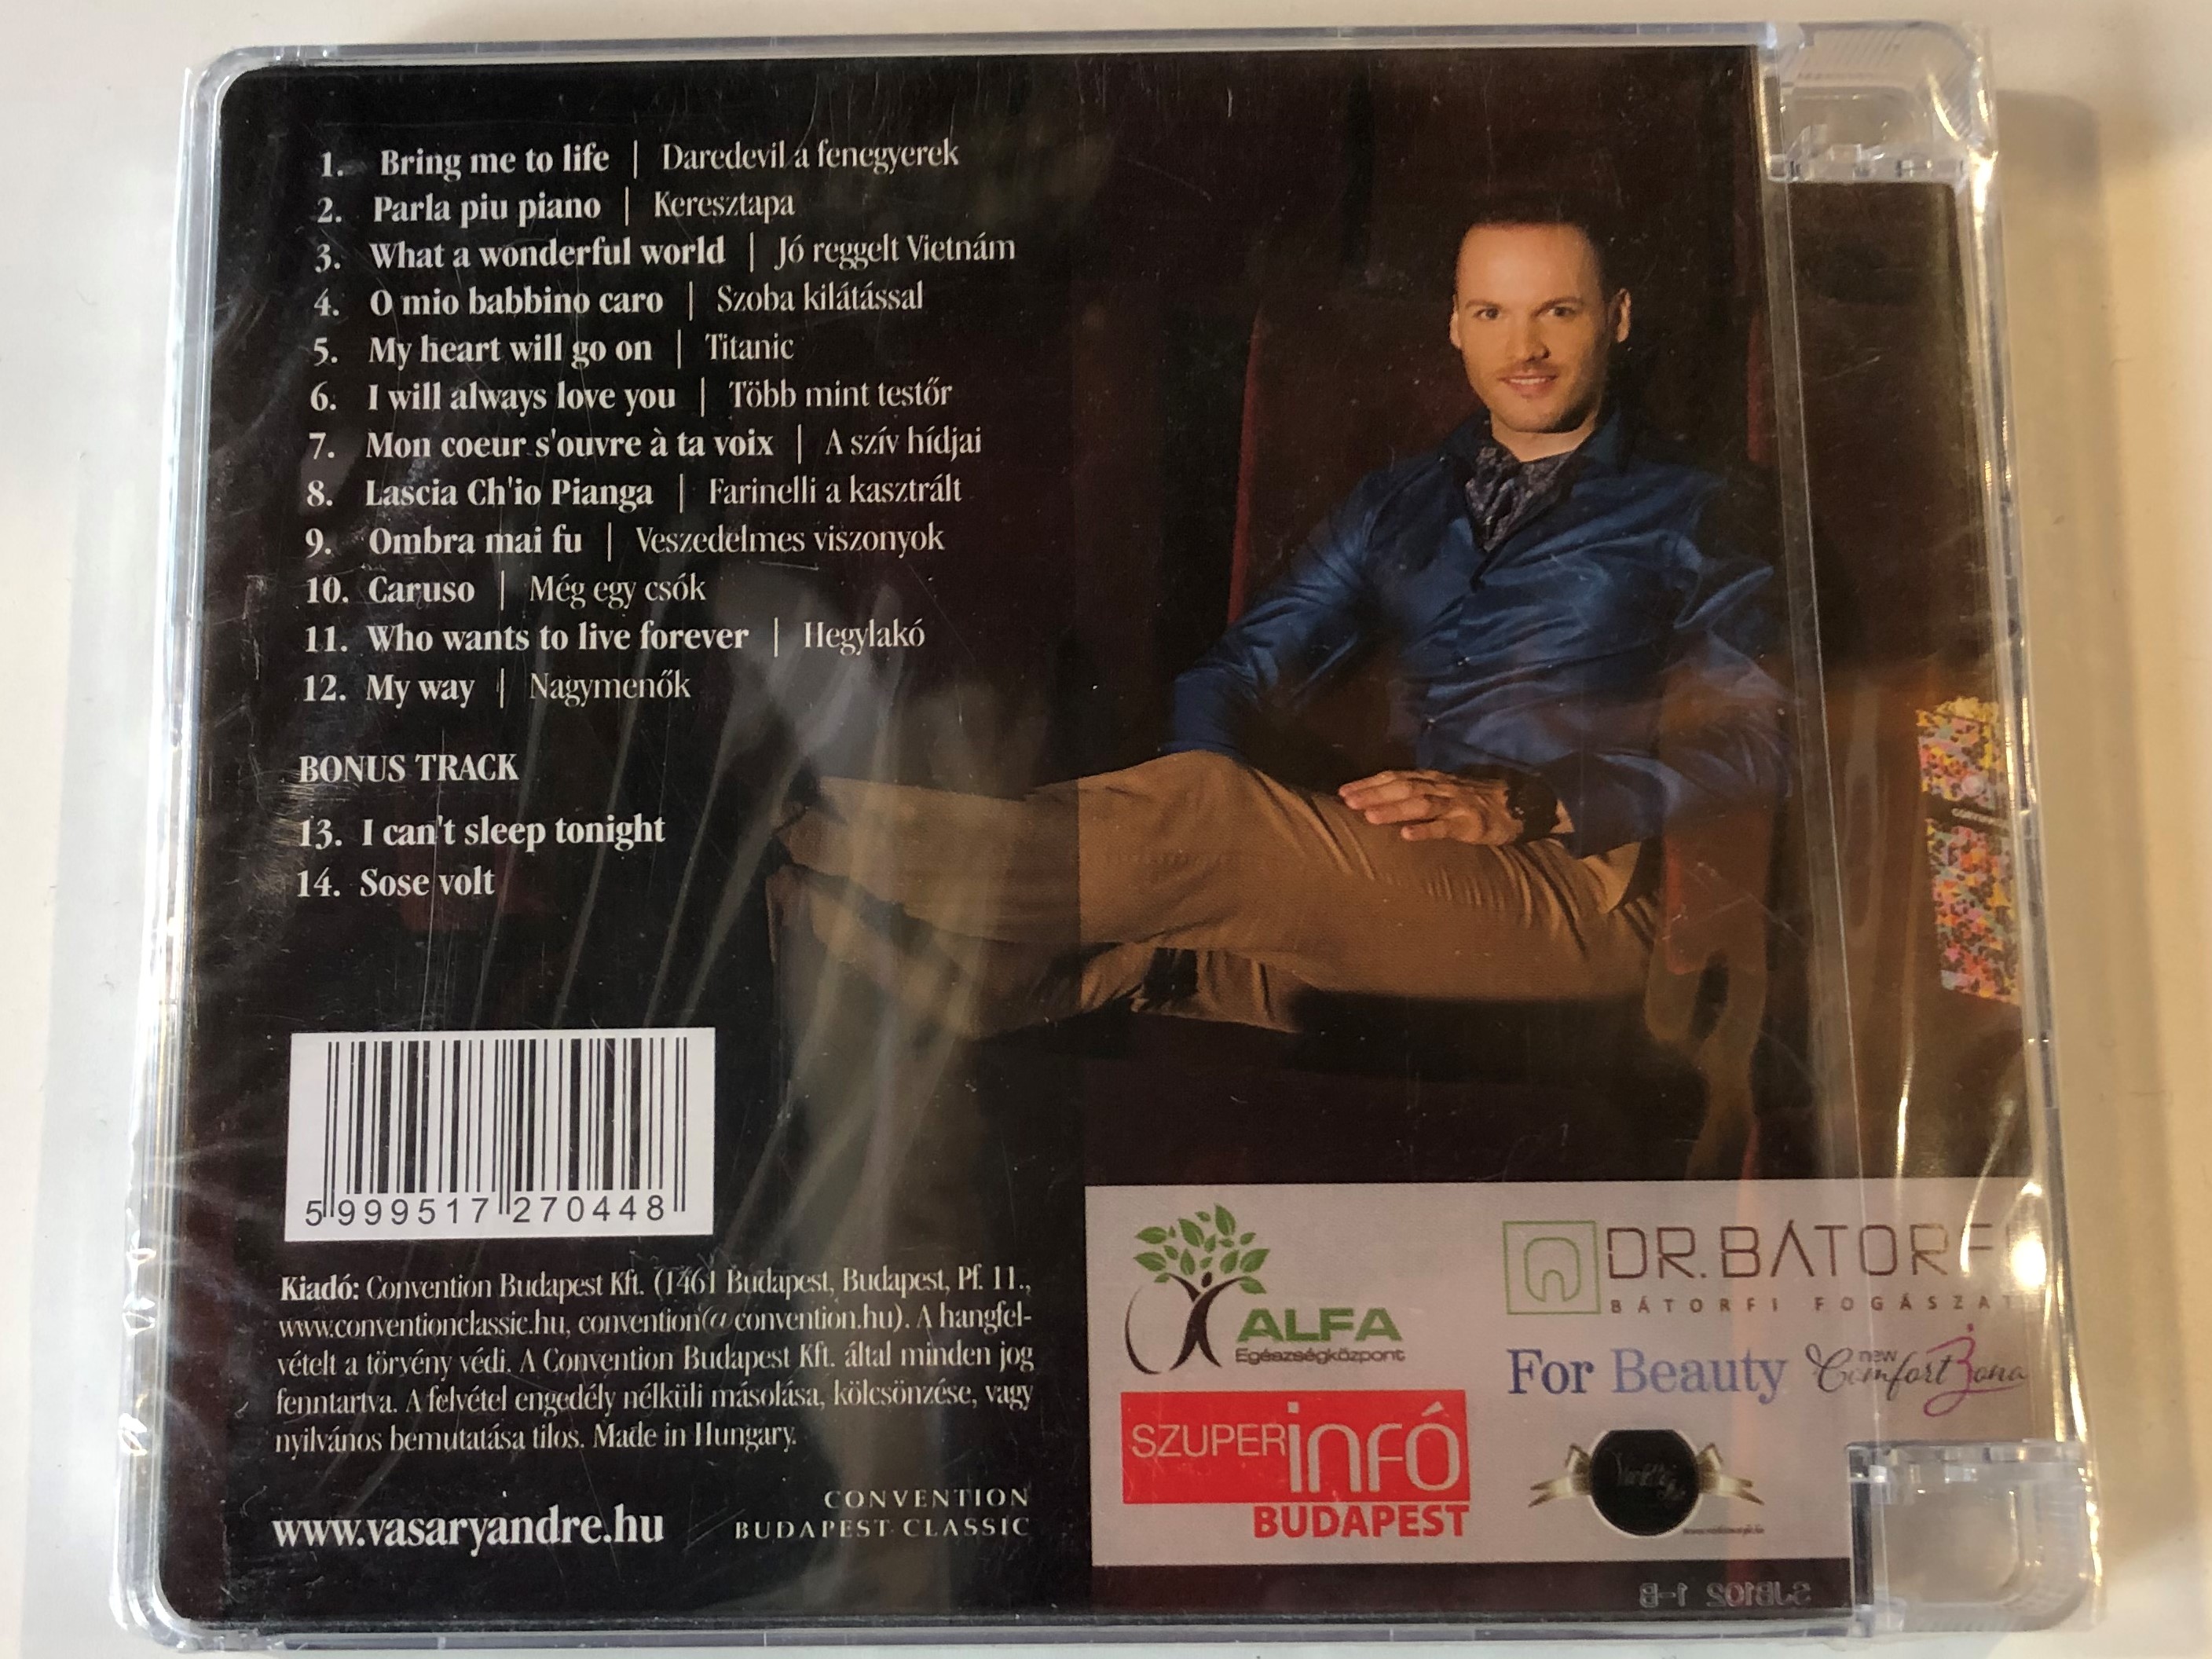 1. Bring me to life | Daredevil a fenegyerek
2. Parla piu piano | Keresztapa
3. What a wonderful world | Jó reggelt Vietnám
4. O mio babbino caro | Szoba kilátással
5. My heart will go on | Titanic
6. I will always love you | Több mint testőr
7. Mon coeur s'ouvre à ta voix | A szív hídjai
8. Lascia Ch'io Pianga | Farinelli a kasztrált
9. Ombra mai fu | Veszedelmes viszonyok
10. Caruso | Még egy csók
11. Who wants to live forever | Hegylakó
12. My way | Nagymenők
BONUS TRACK
13. I can't sleep tonight
14. Sose volt
5 999517 270448
Kiadó: Convention Budapest Kft. (1461 Budapest, Budapest, Pf. 11.,
www.conventionclassic.hu, convention@convention.hu). A hangfel-
vételt a törvény védi. A Convention Budapest Kft. által minden jog
fenntartva. A felvétel engedély nélküli másolása, kölcsönzése, vagy
nyilvános bemutatása tilos. Made in Hungary.
www.vasaryandre.hu
CONVENTION
BUDAPEST CLASSIC
ALFA
Egészségközpont
SZUPERINFÓ
BUDAPEST
DR. BÁTORFI
BÁTORFI FOGÁSZAT
For Beauty
new
Comfort Bona
SJB102 1-B